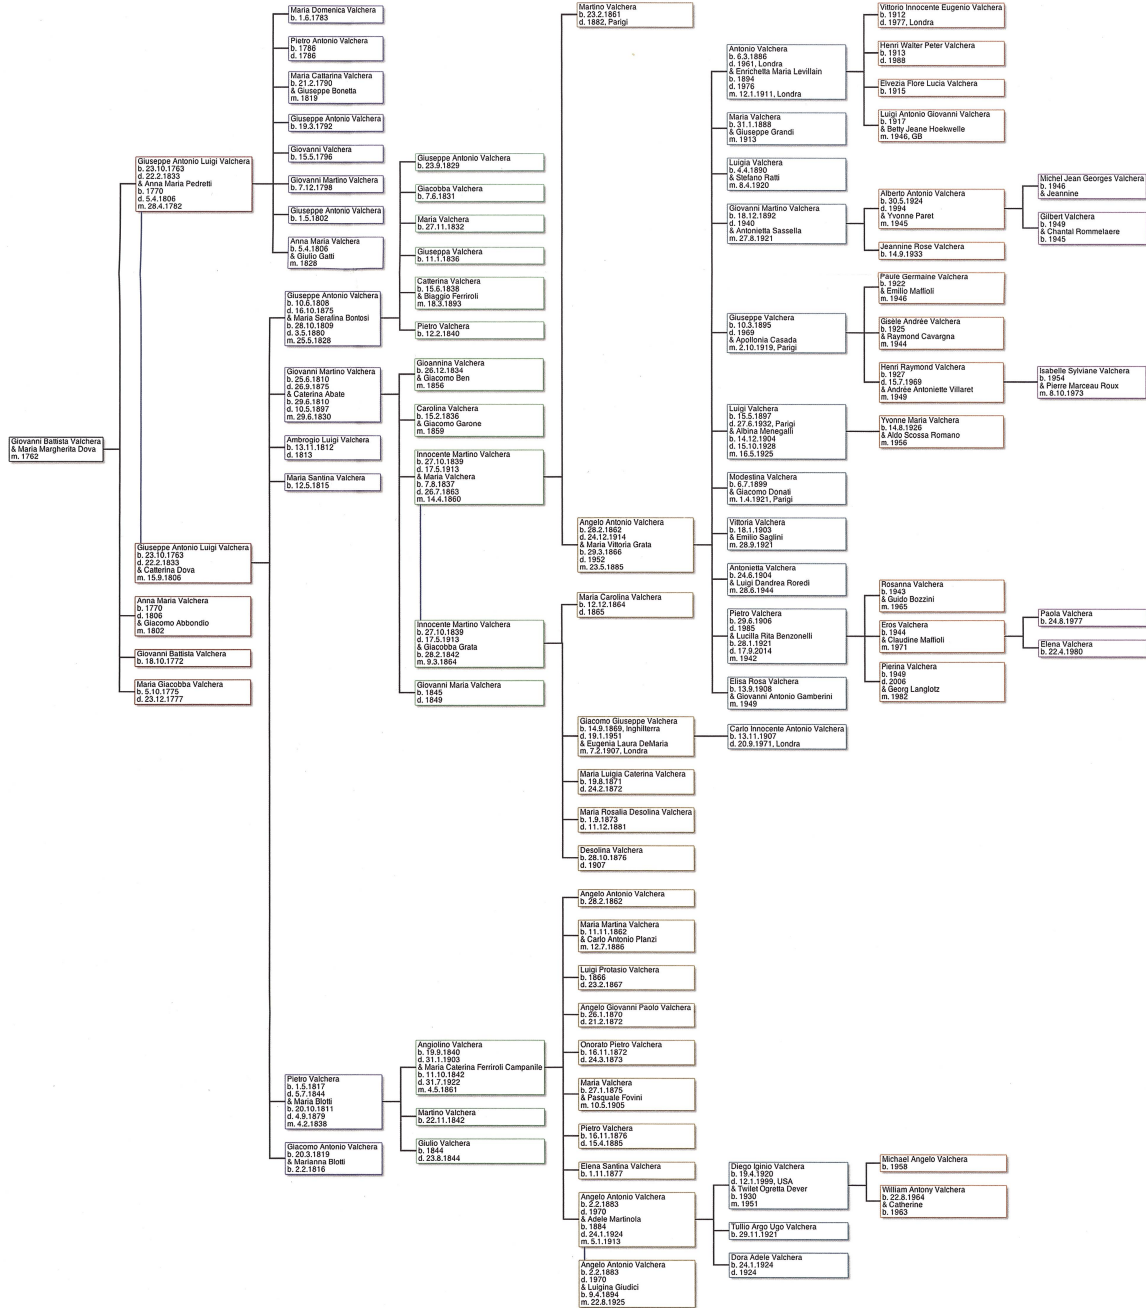 Giovanni Battista Valchera
& Maria Margherita Dova
m. 1762
Giuseppe Antonio Luigi Valchera
b. 23.10.1763
d. 22.2.1833
& Anna Maria Pedretti
b. 1770
d. 5.4.1806
m. 28.4.1782
Giuseppe Antonio Luigi Valchera
b. 23.10.1763
d. 22.2.1833
& Catterina Dova
m. 15.9.1806
Anna Maria Valchera
b. 1770
d. 1806
& Giacomo Abbondio
m. 1802
Giovanni Battista Valchera
b. 18.10.1772
Maria Giacobba Valchera
b. 5.10.1775
d. 23.12.1777
Maria Domenica Valchera
b. 1.6.1783
Pietro Antonio Valchera
b. 1786
d. 1786
Maria Cattarina Valchera
b. 21.2.1790
& Giuseppe Bonetta
m. 1819
Giuseppe Antonio Valchera
b. 19.3.1792
Giovanni Valchera
b. 15.5.1796
Giovanni Martino Valchera
b. 7.12.1798
Giuseppe Antonio Valchera
b. 1.5.1802
Anna Maria Valchera
b. 5.4.1806
& Giulio Gatti
m. 1828
Giuseppe Antonio Valchera
b. 10.6.1808
d. 16.10.1875
& Maria Serafina Bontosi
b. 28.10.1809
d. 3.5.1880
m. 25.5.1828
Giovanni Martino Valchera
b. 25.6.1810
d. 26.9.1875
& Caterina Abate
b. 29.6.1810
d. 10.5.1897
m. 29.6.1830
Ambrogio Luigi Valchera
b. 13.11.1812
d. 1813
Maria Santina Valchera
b. 12.5.1815
Pietro Valchera
b. 1.5.1817
d. 5.7.1844
& Maria Blotti
b. 20.10.1811
d. 4.9.1879
m. 4.2.1838
Giacomo Antonio Valchera
b. 20.3.1819
& Marianna Blotti
b. 2.2.1816
Giuseppe Antonio Valchera
b. 23.9.1829
Giacobba Valchera
b. 7.6.1831
Maria Valchera
b. 27.11.1832
Giuseppa Valchera
b. 11.1.1836
Catterina Valchera
b. 15.6.1838
& Biaggio Ferriroli
m. 18.3.1893
Pietro Valchera
b. 12.2.1840
Gioannina Valchera
b. 26.12.1834
& Giacomo Ben
m. 1856
Carolina Valchera
b. 15.2.1836
& Giacomo Garone
m. 1859
Innocente Martino Valchera
b. 27.10.1839
d. 17.5.1913
& Maria Valchera
b. 7.8.1837
d. 26.7.1863
m. 14.4.1860
Innocente Martino Valchera
b. 27.10.1839
d. 17.5.1913
& Giacobba Grata
b. 28.2.1842
m. 9.3.1864
Giovanni Maria Valchera
b. 1845
d. 1849
Angiolino Valchera
b. 19.9.1840
d. 31.1.1903
& Maria Caterina Ferriroli Campanile
b. 11.10.1842
d. 31.7.1922
m. 4.5.1861
Martino Valchera
b. 22.11.1842
Giulio Valchera
b. 1844
d. 23.8.1844
Martino Valchera
b. 23.2.1861
d. 1882, Parigi
Angelo Antonio Valchera
b. 28.2.1862
d. 24.12.1914
& Maria Vittoria Grata
b. 29.3.1866
d. 1952
m. 23.5.1885
Maria Carolina Valchera
b. 12.12.1864
d. 1865
Giacomo Giuseppe Valchera
b. 14.9.1869, Inghilterra
d. 19.1.1951
& Eugenia Laura DeMaria
m. 7.2.1907, Londra
Maria Luigia Caterina Valchera
b. 19.8.1871
d. 24.2.1872
Maria Rosalia Desolina Valchera
b. 1.9.1873
d. 11.12.1881
Desolina Valchera
b. 28.10.1876
d. 1907
Angelo Antonio Valchera
b. 28.2.1862
Maria Martina Valchera
b. 11.11.1862
& Carlo Antonio Planzi
m. 12.7.1886
Luigi Protasio Valchera
b. 1866
d. 23.2.1867
Angelo Giovanni Paolo Valchera
b. 26.1.1870
d. 21.2.1872
Onorato Pietro Valchera
b. 16.11.1872
d. 24.3.1873
Maria Valchera
b. 27.1.1875
& Pasquale Fovini
m. 10.5.1905
Pietro Valchera
b. 16.11.1876
d. 15.4.1885
Elena Santina Valchera
b. 1.11.1877
Angelo Antonio Valchera
b. 2.2.1883
d. 1970
& Adele Martinola
b. 1884
d. 24.1.1924
m. 5.1.1913
Angelo Antonio Valchera
b. 2.2.1883
d. 1970
& Luigina Giudici
b. 9.4.1894
m. 22.8.1925
Antonio Valchera
b. 6.3.1886
d. 1961, Londra
& Enrichetta Maria Levillain
b. 1894
d. 1976
m. 12.1.1911, Londra
Maria Valchera
b. 31.1.1888
& Giuseppe Grandi
m. 1913
Luigia Valchera
b. 4.4.1890
& Stefano Ratti
m. 8.4.1920
Giovanni Martino Valchera
b. 18.12.1892
d. 1940
& Antonietta Sassella
m. 27.8.1921
Giuseppe Valchera
b. 10.3.1895
d. 1969
& Apollonia Casada
m. 2.10.1919, Parigi
Luigi Valchera
b. 15.5.1897
d. 27.6.1932, Parigi
& Albina Menegalli
b. 14.12.1904
d. 15.10.1928
m. 16.5.1925
Modestina Valchera
b. 6.7.1899
& Giacomo Donati
m. 1.4.1921, Parigi
Vittoria Valchera
b. 18.1.1903
& Emilio Saglini
m. 28.9.1921
Antonietta Valchera
b. 24.6.1904
& Luigi Dandrea Roredi
m. 28.6.1944
Pietro Valchera
b. 29.6.1906
d. 1985
& Lucilla Rita Benzonelli
b. 28.1.1921
d. 17.9.2014
m. 1942
Elisa Rosa Valchera
b. 13.9.1908
& Giovanni Antonio Gamberini
m. 1949
Carlo Innocente Antonio Valchera
b. 13.11.1907
d. 20.9.1971, Londra
Diego Iginio Valchera
b. 19.4.1920
d. 12.1.1999, USA
& Twilet Ogretta Dever
b. 1930
m. 1951
Tullio Argo Ugo Valchera
b. 29.11.1921
Dora Adele Valchera
b. 24.1.1924
d. 1924
Vittorio Innocente Eugenio Valchera
b. 1912
d. 1977, Londra
Henri Walter Peter Valchera
b. 1913
d. 1988
Elvezia Flore Lucia Valchera
b. 1915
Luigi Antonio Giovanni Valchera
b. 1917
& Betty Jeane Hoekwelle
m. 1946, GB
Alberto Antonio Valchera
b. 30.5.1924
d. 1994
& Yvonne Paret
m. 1945
Jeannine Rose Valchera
b. 14.9.1933
Paule Germaine Valchera
b. 1922
& Emilio Maffioli
m. 1946
Gisèle Andrée Valchera
b. 1925
& Raymond Cavargna
m. 1944
Henri Raymond Valchera
b. 1927
d. 15.7.1969
& Andrée Antoniette Villaret
m. 1949
Yvonne Maria Valchera
b. 14.8.1926
& Aldo Scossa Romano
m. 1956
Rosanna Valchera
b. 1943
& Guido Bozzini
m. 1965
Eros Valchera
b. 1944
& Claudine Maffioli
m. 1971
Pierina Valchera
b. 1949
d. 2006
& Georg Langlotz
m. 1982
Michael Angelo Valchera
b. 1958
William Antony Valchera
b. 22.8.1964
& Catherine
b. 1963
Michel Jean Georges Valchera
b. 1946
& Jeannine
Gilbert Valchera
b. 1949
& Chantal Rommelaere
b. 1945
Isabelle Sylviane Valchera
b. 1954
& Pierre Marceau Roux
m. 8.10.1973
Paola Valchera
b. 24.8.1977
Elena Valchera
b. 22.4.1980